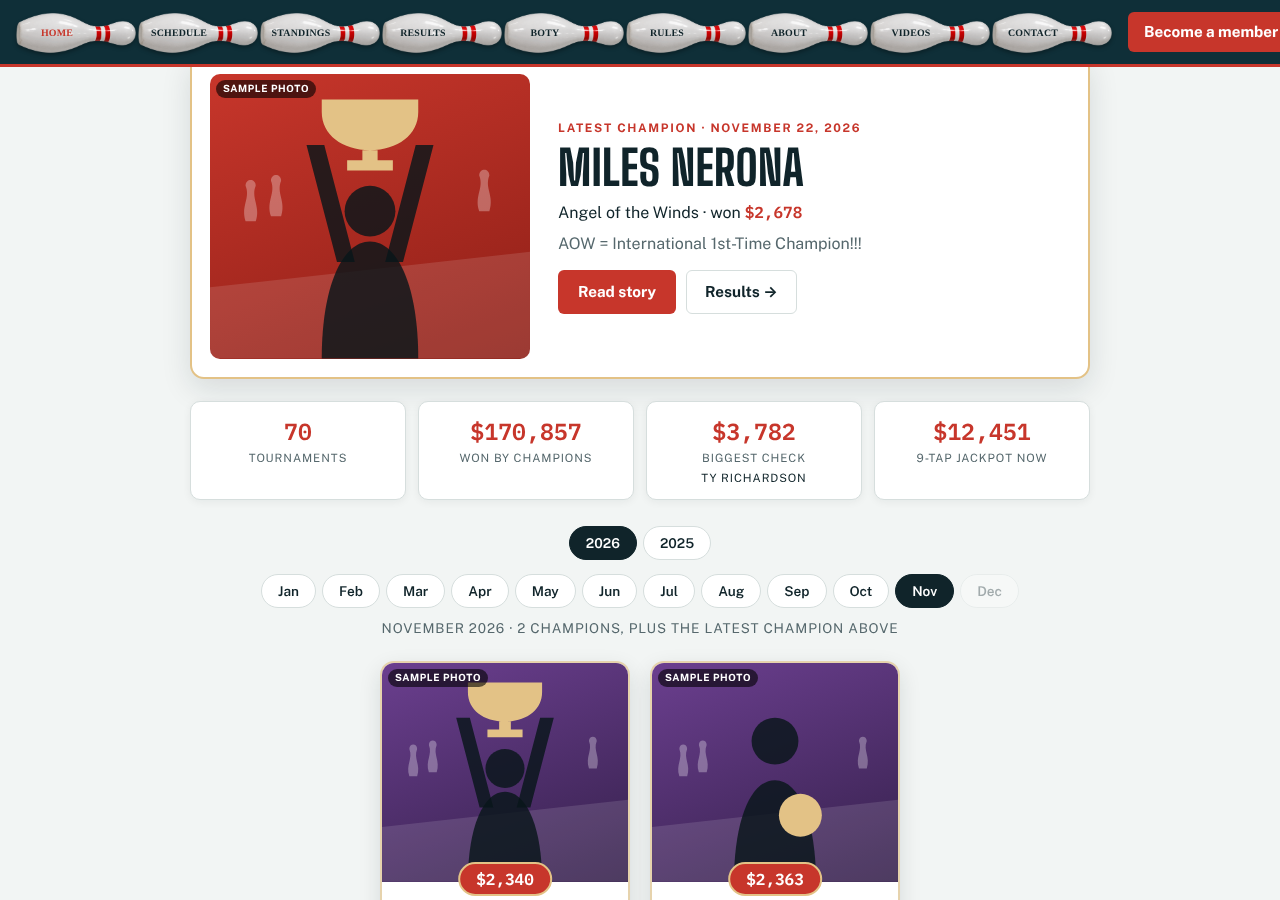 HOME
SCHEDULE
STANDINGS
RESULTS
BOTY
RULES
ABOUT
VIDEOS
CONTACT
Become a member
SAMPLE PHOTO
LATEST CHAMPION · NOVEMBER 22, 2026
MILES NERONA
Angel of the Winds · won $2,678
AOW = International 1st-Time Champion!!!
Read story
Results →
70
TOURNAMENTS
$170,857
WON BY CHAMPIONS
$3,782
BIGGEST CHECK
TY RICHARDSON
$12,451
9-TAP JACKPOT NOW
2026
2025
Jan
Feb
Mar
Apr
May
Jun
Jul
Aug
Sep
Oct
Nov
Dec
NOVEMBER 2026 · 2 CHAMPIONS, PLUS THE LATEST CHAMPION ABOVE
SAMPLE PHOTO
$2,340
SAMPLE PHOTO
$2,363